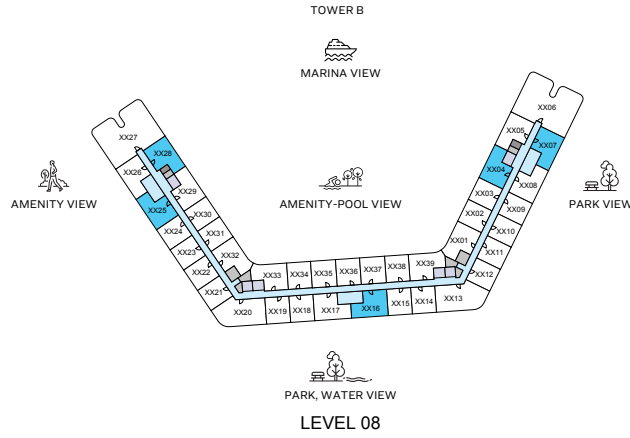 TOWER B
MARINA VIEW
XX27
XX06
XX28
XX05
XX07
XX26
XX04
XX08
AMENITY VIEW
XX25
XX29
AMENITY-POOL VIEW
XX03
XX09
PARK VIEW
XX24
XX30
XX02
XX10
XX23
XX31
XX01
XX11
XX22
XX32
XX12
XX21
XX33
XX34
XX35
XX36
XX37
XX38
XX39
XX20
XX19
XX18
XX17
XX16
XX15
XX14
XX13
PARK, WATER VIEW
LEVEL 08